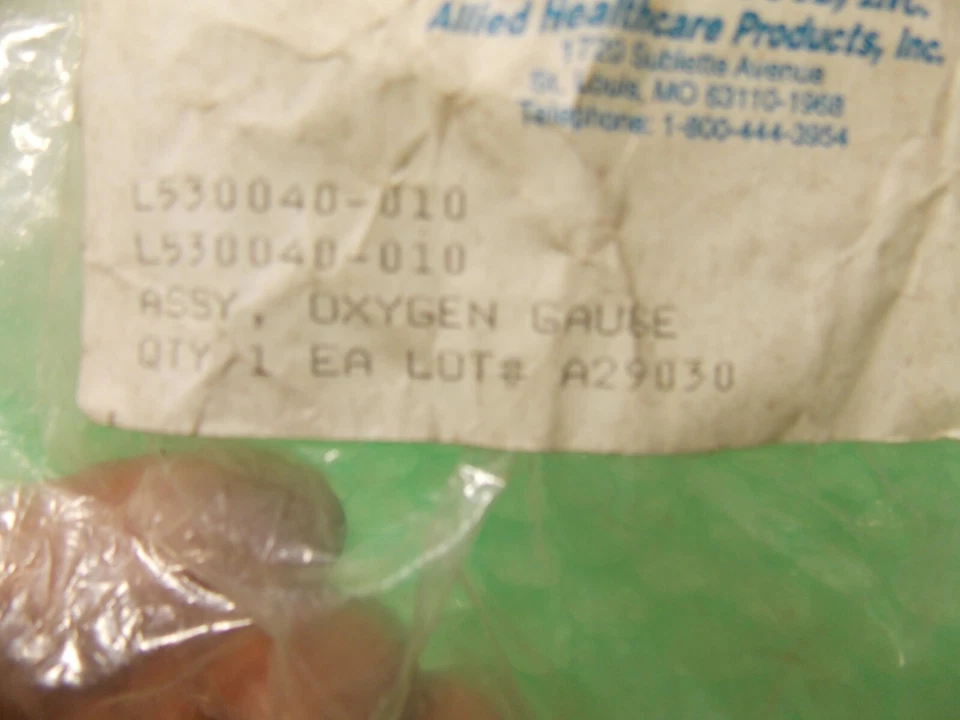 Inc.
Allied Healthcare Products, Inc.
1720 Sublette Avenue
St. Louis, MO 63110-1968
Telephone: 1-800-444-3954
L530040-010
L530040-010
ASSY, OXYGEN GAUGE
QTY 1 EA LOT# A29030